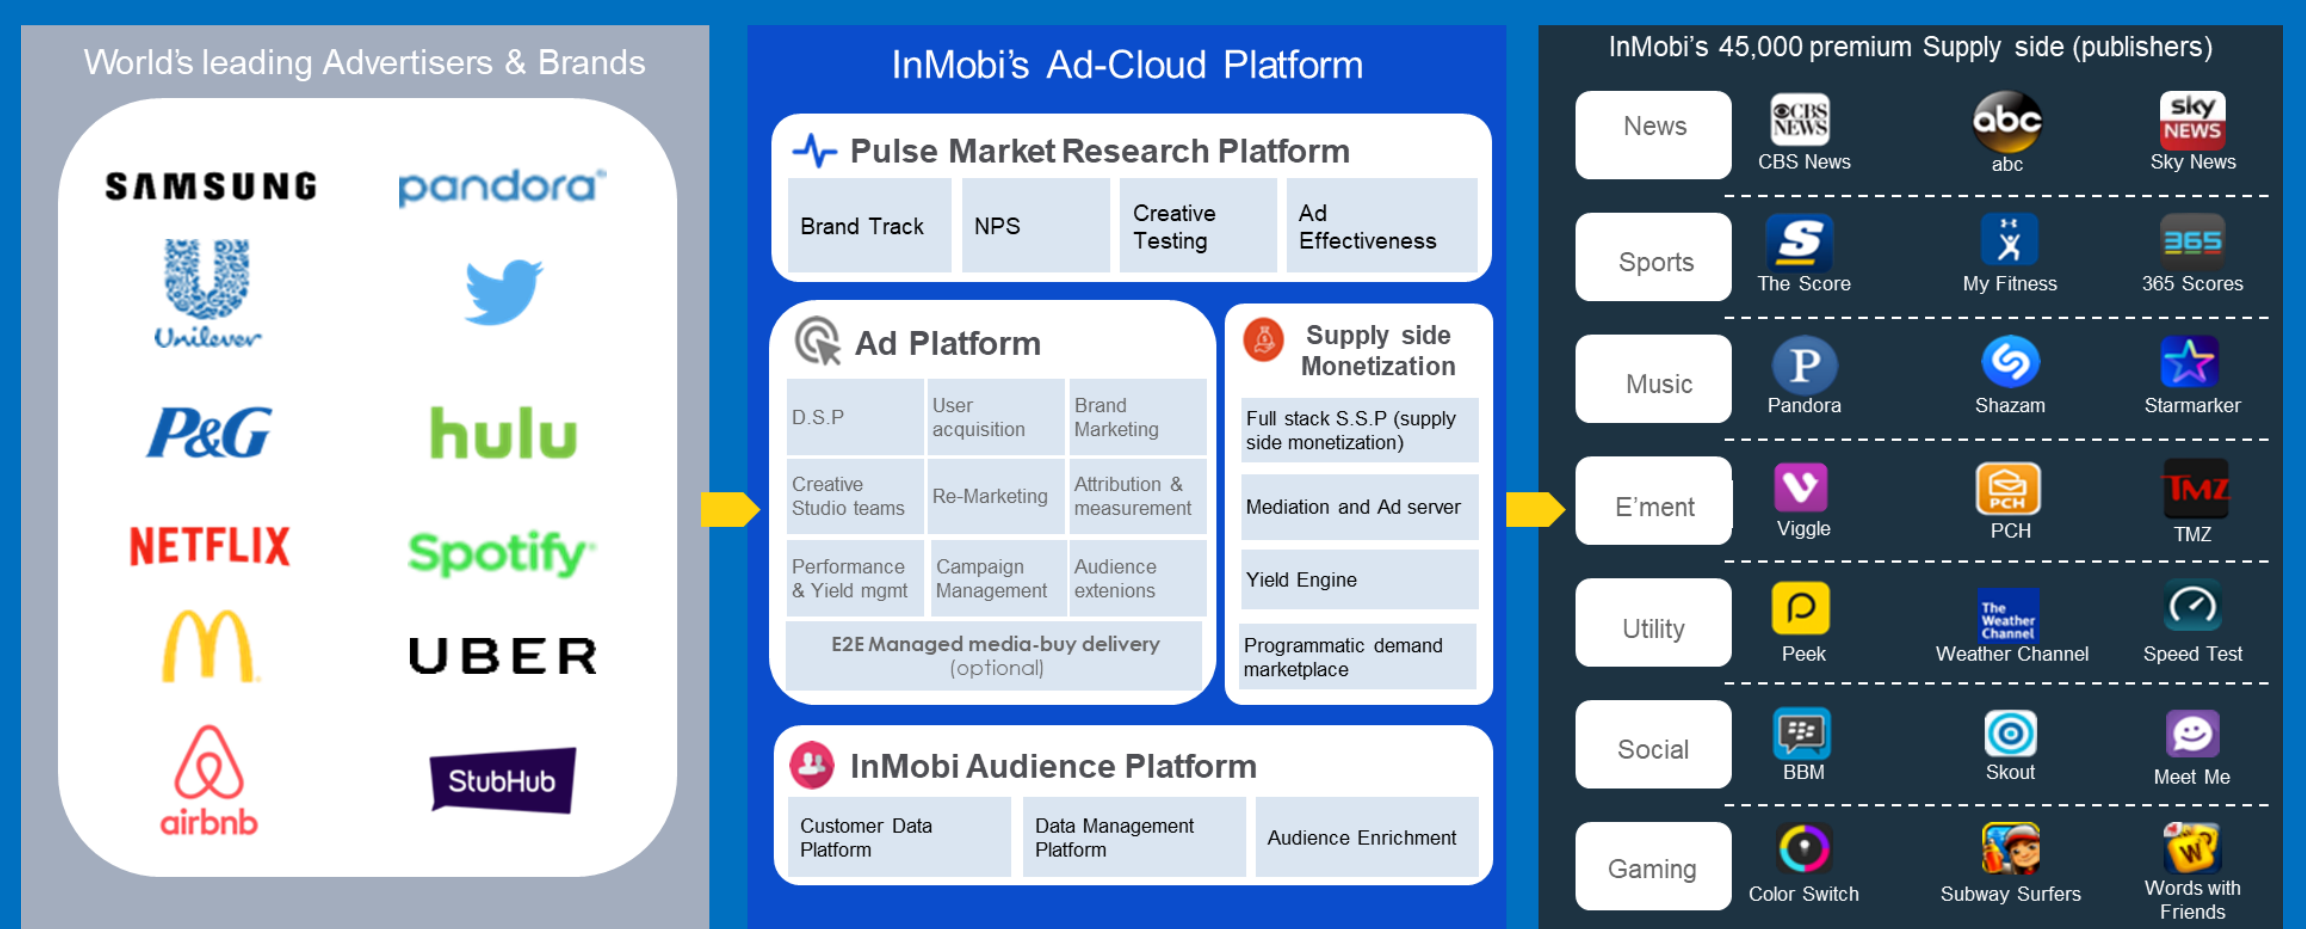 World's leading Advertisers & Brands
SAMSUNG
pandora
Unilever
P&G
hulu
NETFLIX
Spotify
UBER
airbnb
StubHub
InMobi's Ad-Cloud Platform
Pulse Market Research Platform
Brand Track
NPS
Creative
Testing
Ad
Effectiveness
Ad Platform
D.S.P
User
acquisition
Brand
Marketing
Creative
Studio teams
Re-Marketing
Attribution &
measurement
Performance
& Yield mgmt
Campaign
Management
Audience
extenions
E2E Managed media-buy delivery
(optional)
Supply side
Monetization
Full stack S.S.P (supply
side monetization)
Mediation and Ad server
Yield Engine
Programmatic demand
marketplace
InMobi Audience Platform
Customer Data
Platform
Data Management
Platform
Audience Enrichment
InMobi's 45,000 premium Supply side (publishers)
News
CBS
NEWS
CBS News
abc
abc
sky
NEWS
Sky News
Sports
S
The Score
My Fitness
365
365 Scores
Music
P
Pandora
Shazam
Starmarker
E'ment
Viggle
PCH
PCH
TMZ
TMZ
Utility
Peek
The
Weather
Channel
Weather Channel
Speed Test
Social
BBM
Skout
Meet Me
Gaming
Color Switch
Subway Surfers
W
Words with
Friends